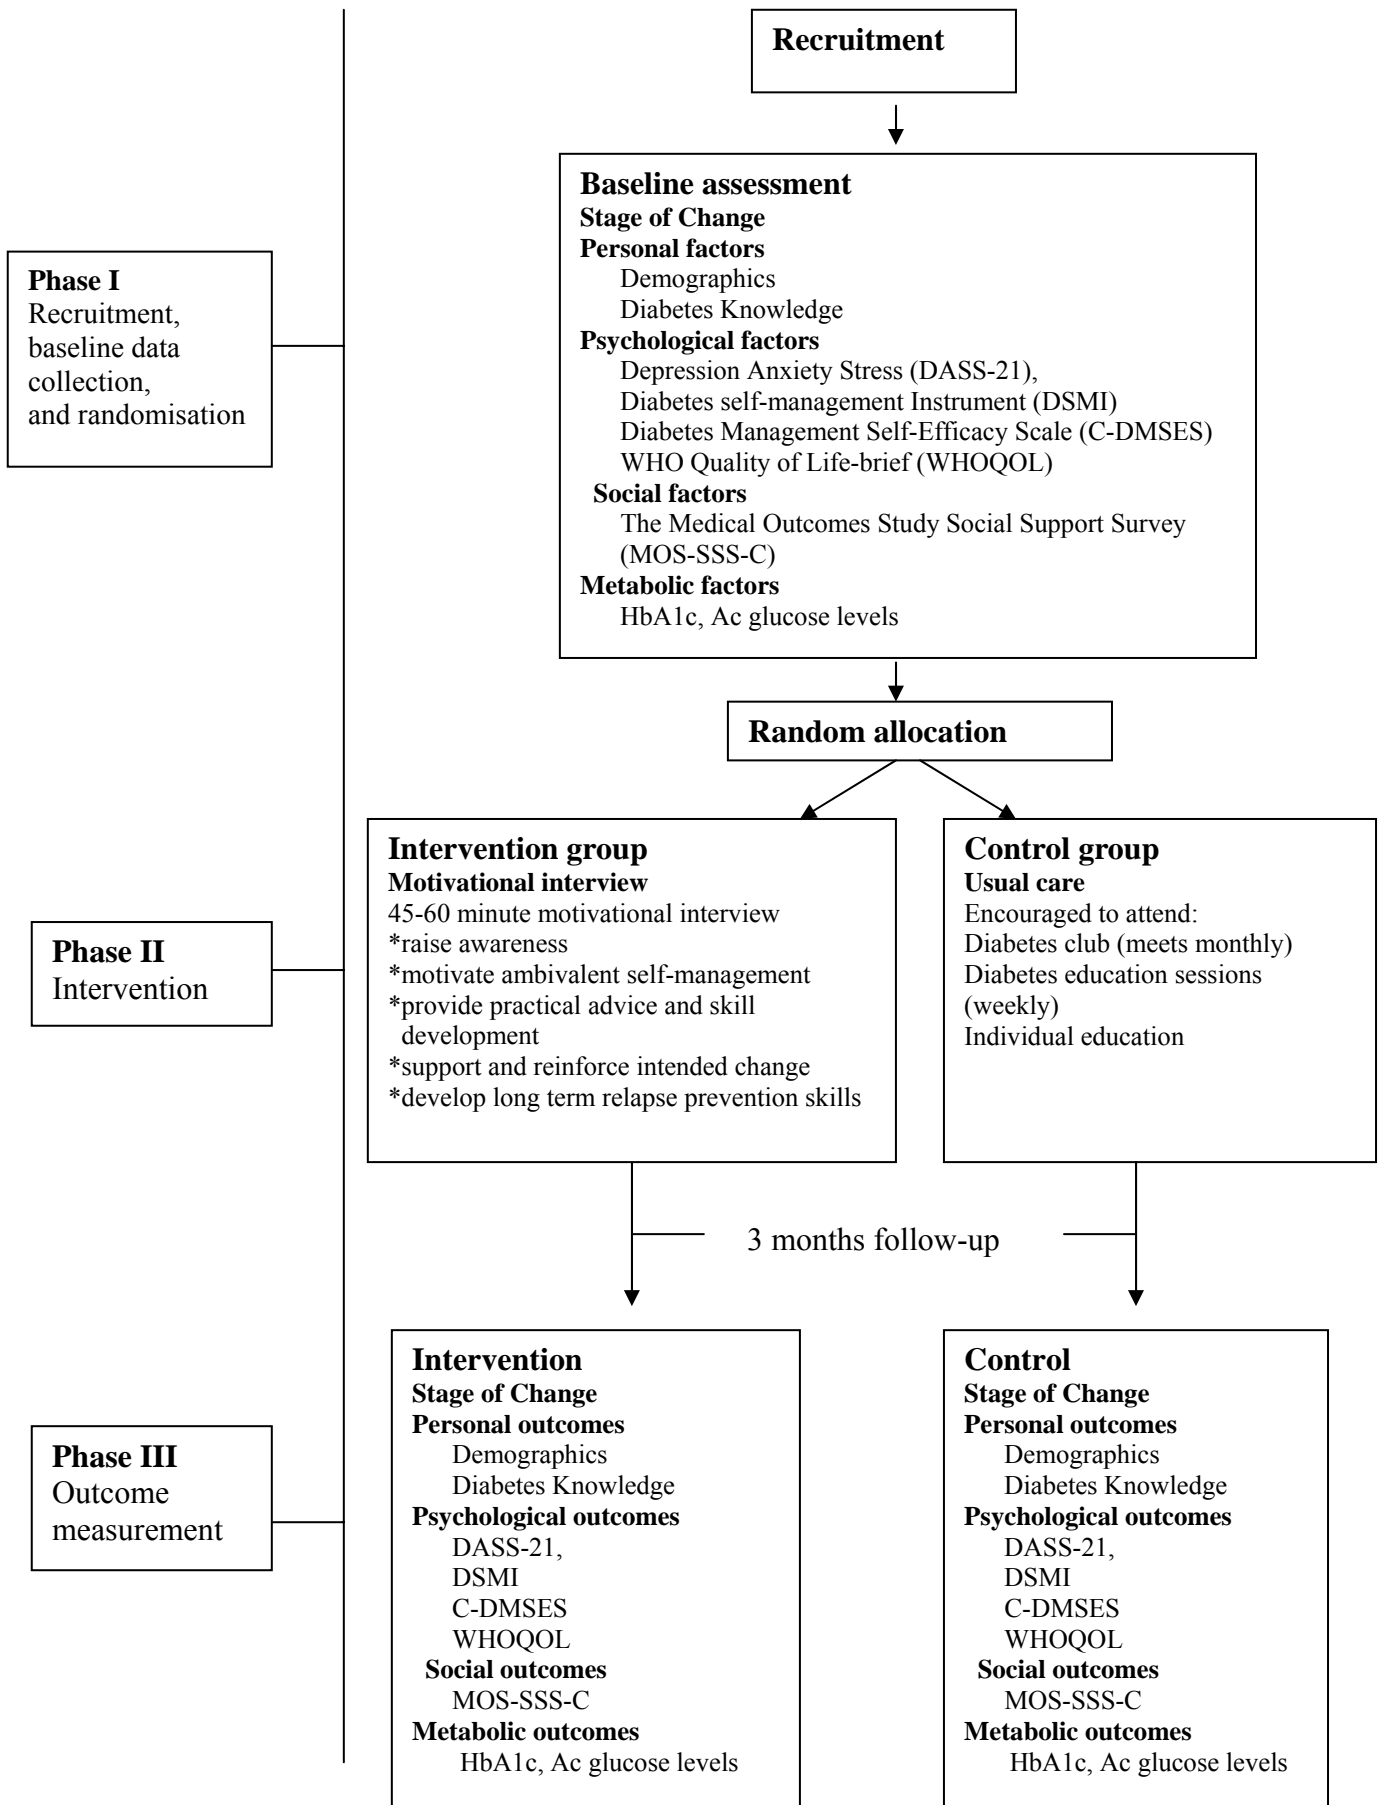 Recruitment
Baseline assessment
Stage of Change
Personal factors
Demographics
Diabetes Knowledge
Psychological factors
Depression Anxiety Stress (DASS-21),
Diabetes self-management Instrument (DSMI)
Diabetes Management Self-Efficacy Scale (C-DMSES)
WHO Quality of Life-brief (WHOQOL)
Social factors
The Medical Outcomes Study Social Support Survey
(MOS-SSS-C)
Metabolic factors
HbA1c, Ac glucose levels
Phase I
Recruitment,
baseline data
collection,
and randomisation
Random allocation
Intervention group
Motivational interview
45-60 minute motivational interview
*raise awareness
*motivate ambivalent self-management
*provide practical advice and skill
development
*support and reinforce intended change
*develop long term relapse prevention skills
Control group
Usual care
Encouraged to attend:
Diabetes club (meets monthly)
Diabetes education sessions
(weekly)
Individual education
Phase II
Intervention
3 months follow-up
Intervention
Stage of Change
Personal outcomes
Demographics
Diabetes Knowledge
Psychological outcomes
DASS-21,
DSMI
C-DMSES
WHOQOL
Social outcomes
MOS-SSS-C
Metabolic outcomes
HbA1c, Ac glucose levels
Control
Stage of Change
Personal outcomes
Demographics
Diabetes Knowledge
Psychological outcomes
DASS-21,
DSMI
C-DMSES
WHOQOL
Social outcomes
MOS-SSS-C
Metabolic outcomes
HbA1c, Ac glucose levels
Phase III
Outcome
measurement